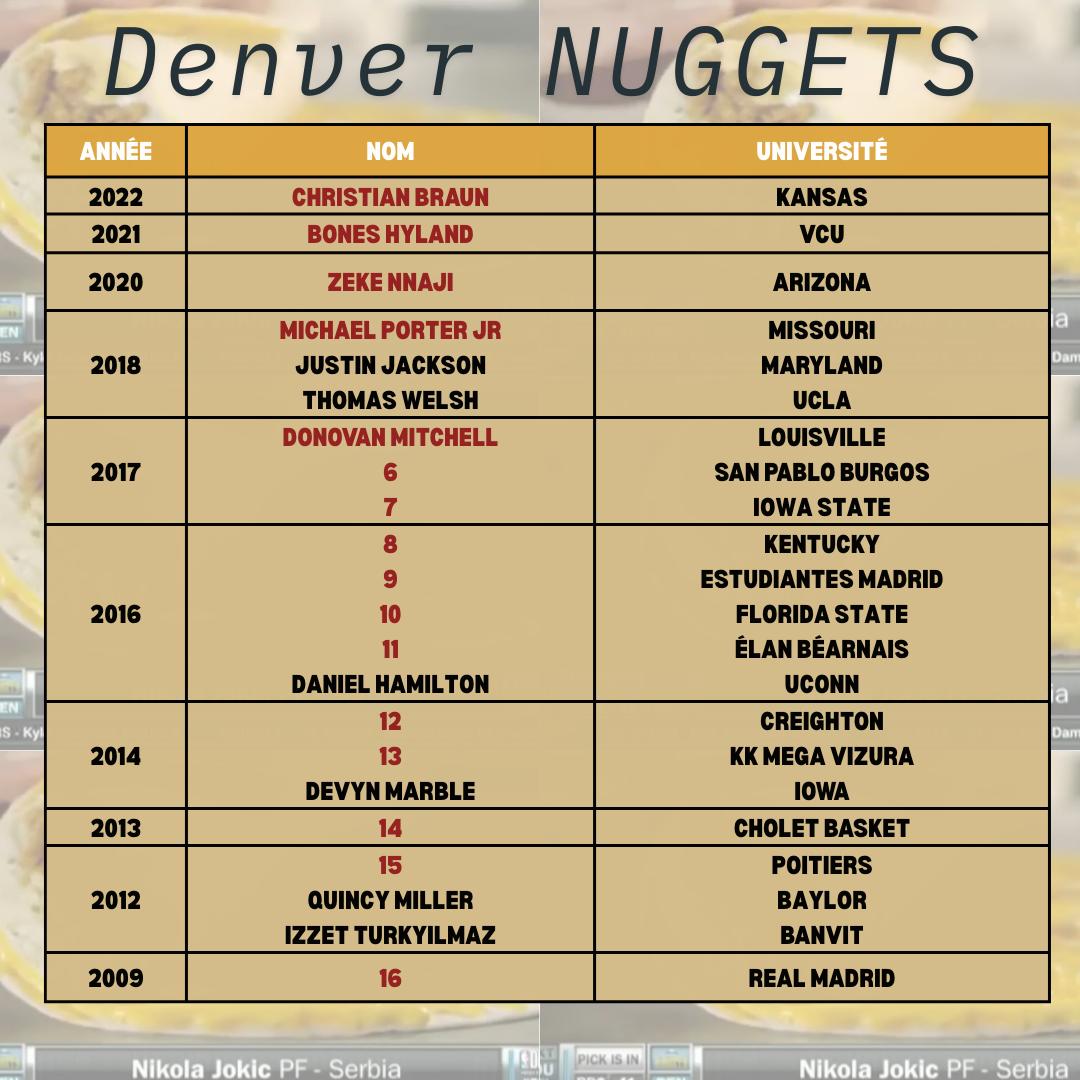 Denver NUGGETS
ANNÉE NOM UNIVERSITÉ
2022 CHRISTIAN BRAUN KANSAS
2021 BONES HYLAND VCU
2020 ZEKE NNAJI ARIZONA
MICHAEL PORTER JR MISSOURI
2018 JUSTIN JACKSON MARYLAND
THOMAS WELSH UCLA
DONOVAN MITCHELL LOUISVILLE
2017 6 SAN PABLO BURGOS
7 IOWA STATE
8 KENTUCKY
9 ESTUDIANTES MADRID
2016 10 FLORIDA STATE
11 ÉLAN BÉARNAIS
DANIEL HAMILTON UCONN
12 CREIGHTON
2014 13 KK MEGA VIZURA
DEVYN MARBLE IOWA
2013 14 CHOLET BASKET
15 POITIERS
2012 QUINCY MILLER BAYLOR
IZZET TURKYILMAZ BANVIT
2009 16 REAL MADRID
PICK IS IN
Nikola Jokic PF - Serbia Nikola Jokic PF - Serbia